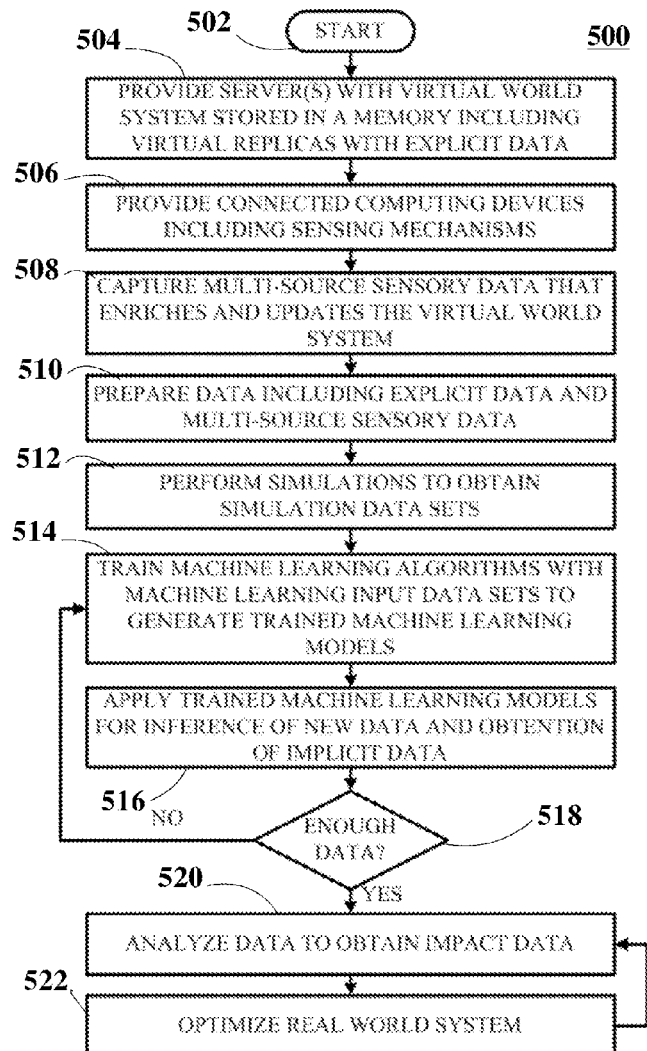 502
START
500
504
PROVIDE SERVER(S) WITH VIRTUAL WORLD
SYSTEM STORED IN A MEMORY INCLUDING
VIRTUAL REPLICAS WITH EXPLICIT DATA
506
PROVIDE CONNECTED COMPUTING DEVICES
INCLUDING SENSING MECHANISMS
508
CAPTURE MULTI-SOURCE SENSORY DATA THAT
ENRICHES AND UPDATES THE VIRTUAL WORLD
SYSTEM
510
PREPARE DATA INCLUDING EXPLICIT DATA AND
MULTI-SOURCE SENSORY DATA
512
PERFORM SIMULATIONS TO OBTAIN
SIMULATION DATA SETS
514
TRAIN MACHINE LEARNING ALGORITHMS WITH
MACHINE LEARNING INPUT DATA SETS TO
GENERATE TRAINED MACHINE LEARNING
MODELS
APPLY TRAINED MACHINE LEARNING MODELS
FOR INFERENCE OF NEW DATA AND OBTENTION
OF IMPLICIT DATA
516
NO
ENOUGH
DATA?
518
YES
520
ANALYZE DATA TO OBTAIN IMPACT DATA
522
OPTIMIZE REAL WORLD SYSTEM